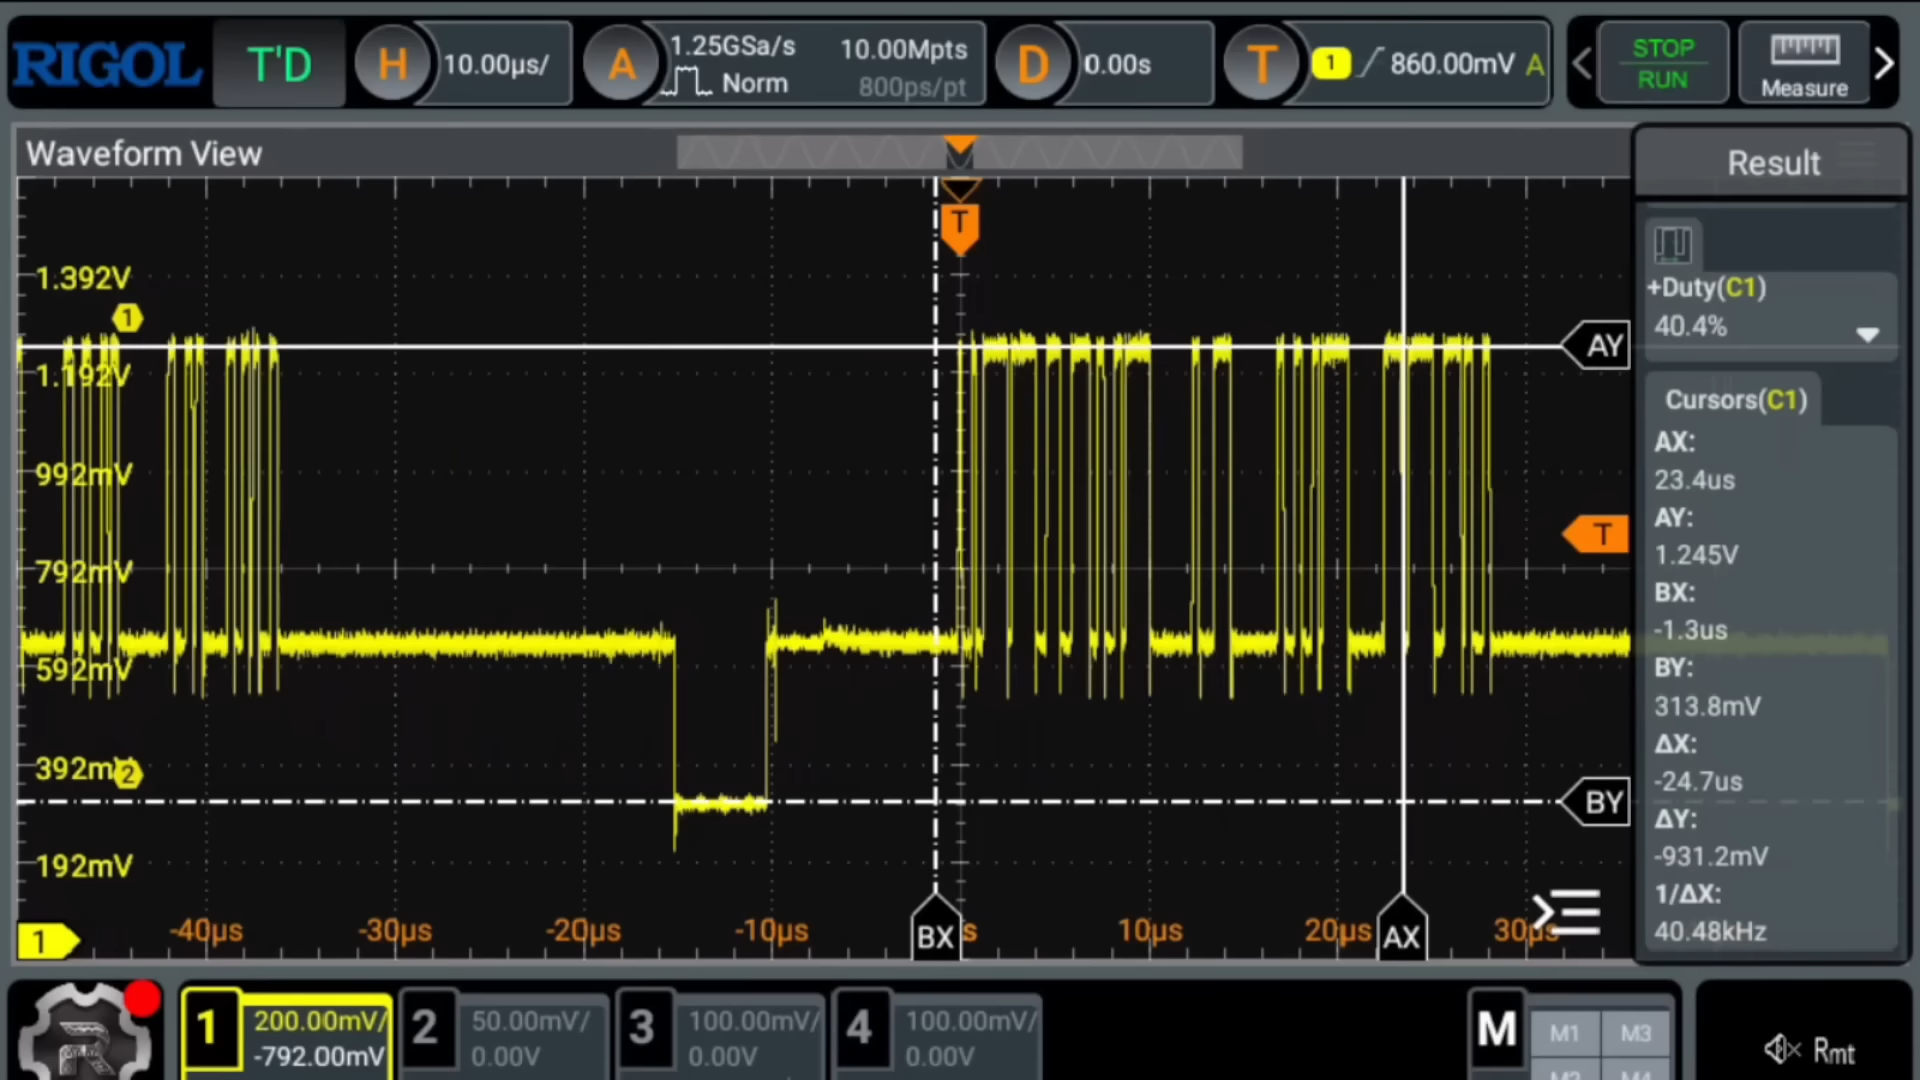 RIGOL
T'D
H
10.00µs/
A
1.25GSa/s
10.00Mpts
Norm
800ps/pt
D
0.00s
T
1
860.00mV A
STOP
RUN
Measure
Waveform View
Result
T
1.392V
1
+Duty(C1)
40.4%
AY
1.192V
Cursors(C1)
AX:
992mV
23.4us
AY:
T
1.245V
792mV
BX:
-1.3us
592mV
BY:
313.8mV
ΔX:
392m
2
-24.7us
BY
ΔY:
192mV
-931.2mV
1/ΔX:
40.48kHz
1
-40µs
-30µs
-20µs
-10µs
BX
s
10µs
20µs
AX
30µs
R
1
200.00mV/
-792.00mV
2
50.00mV/
0.00V
3
100.00mV/
0.00V
4
100.00mV/
0.00V
M
M1
M3
M2
M4
Rmt